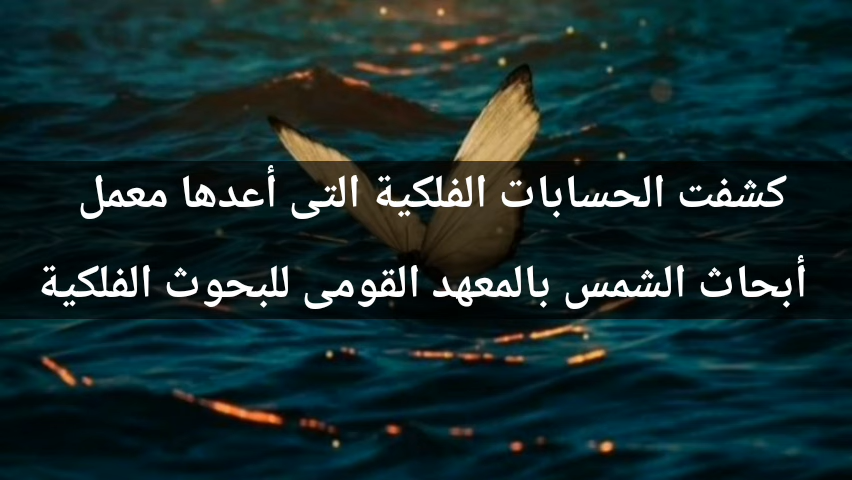 كشفت الحسابات الفلكية التى أعدها معمل
أبحاث الشمس بالمعهد القومى للبحوث الفلكية